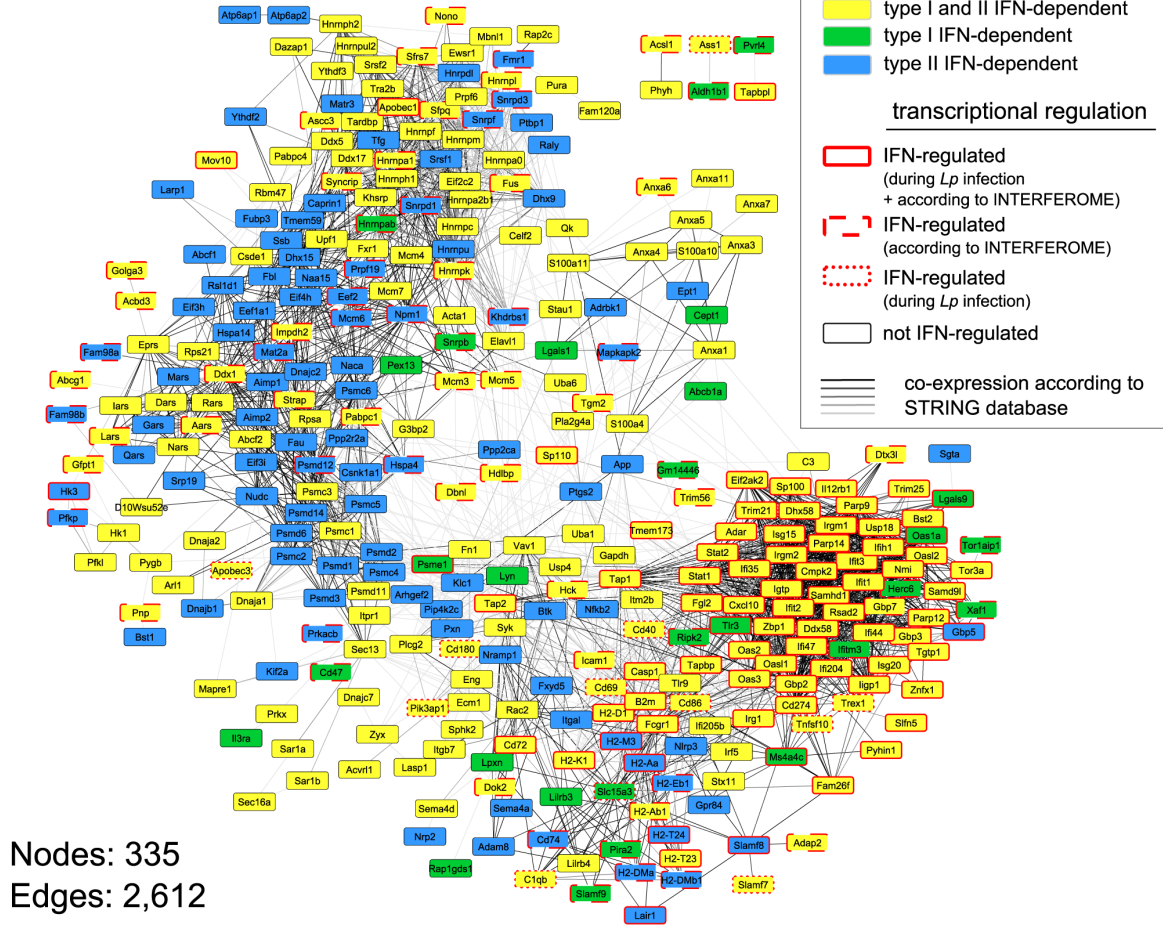 Atp6ap1 Atp6ap2 Hnrnph2 Nono Mbnl1 Rap2c
Dazap1 Hnrnpul2 Sfrs7 Ewsr1 Fmr1
Ythdf3 Srsf2 Hnrpdl Hnrnpl Pura
Tra2b Prpf6 Snrpd3 Fam120a
Matr3 Apobec1 Sfpq Snrpf Ptbp1
Ythdf2 Ascc3 Tardbp Hnrnpf Hnrnpm Raly
Ddx5 Tfg
Mov10 Pabpc4 Ddx17 Hnrnpa1 Srsf1 Hnrnpa0
Larp1 Rbm47 Syncrip Hnrnph1 Eif2c2 Fus
Caprin1 Khsrp Snrpd1 Hnrnpa2b1 Dhx9
Fubp3 Tmem59 Hnrnpab Hnrnpc Celf2 Qk
Ssb Upf1 Fxr1 Hnrnpu
Abcf1 Csde1 Dhx15 Mcm4 Hnrnpk S100a11
Golga3 Fbl Naa15 Prpf19
Acbd3 Rsl1d1 Eif4h Eef2 Mcm7
Eif3h Eef1a1 Mcm6 Npm1 Acta1 Khdrbs1 Stau1 Adrbk1
Hspa14 Impdh2 Snrpb Elavl1
Eprs Rps21 Mat2a Lgals1 Mapkapk2
Fam98a Ddx1 Dnajc2 Naca Pex13
Abcg1 Mars Aimp1 Psmc6 Mcm3 Mcm5 Uba6
Fam98b Iars Dars Rars Strap Tgm2
Lars Gars Aars Aimp2 Rpsa Pabpc1 Pla2g4a S100a4
Nars Abcf2 Fau Ppp2r2a G3bp2
Gfpt1 Qars Eif3i Psmd12 Csnk1a1 Hspa4 Ppp2ca Sp110 App
Hk3 Srp19 Nudc Psmc3 Hdlbp
D10Wsu52e Psmd14 Psmc5 Dbnl Ptgs2
Pfkp Hk1 Psmd6 Psmc1
Pfkl Pygb Dnaja2 Psmc2 Psmd2 Fn1 Vav1 Uba1 Tmem173
Arl1 Apobec3 Psmd1 Psmc4 Psme1 Lyn Usp4 Gapdh
Pnp Dnajb1 Dnaja1 Psmd3 Psmd11 Arhgef2 Klc1 Hck Tap1
Bst1 Itpr1 Pip4k2c Tap2 Btk Nfkb2 Itm2b
Prkacb Pxn Syk Cd40
Sec13 Plcg2 Cd180 Nramp1 Ripk2
Mapre1 Kif2a Cd47 Eng Fxyd5 Icam1 Casp1 Tapbp
Dnajc7 Pik3ap1 Ecm1 Cd69 Tlr9
Prkx Rac2 B2m Cd86
Il3ra Zyx Sphk2 Itgal H2-D1 Fcgr1 Ifi205b Irg1
Sar1a Itgb7 Cd72 H2-M3 Nlrp3 Irf5
Sar1b Acvrl1 Lasp1 Lpxn H2-K1 H2-Aa
Sec16a Dok2 Slc15a3 H2-Eb1 Stx11
Sema4d Sema4a Lilrb3 H2-Ab1 Gpr84
Nrp2 Adam8 Cd74 Pira2 H2-T24 Slamf8 Adap2
Rap1gds1 Lilrb4 H2-T23
C1qb H2-DMa H2-DMb1 Slamf7
Slamf9
Lair1
Acsl1 Ass1 Pvrl4
Phyh Aldh1b1 Tapbpl
Anxa6 Anxa11
Anxa7
Anxa5
Anxa4 S100a10 Anxa3
Ept1
Cept1
Anxa1
Abcb1a
Gm14446 C3 Dtx3l Sgta
Trim56 Eif2ak2 Sp100 Il12rb1 Trim25 Lgals9
Trim21 Dhx58 Parp9
Adar Isg15 Irgm1 Usp18 Bst2
Stat2 Irgm2 Parp14 Ifih1 Oas1a Tor1aip1
Ifi35 Ifit3 Oasl2
Stat1 Cmpk2 Nmi Tor3a
Igtp Samhd1 Ifit1 Herc6 Samd9l
Fgl2 Cxcl10 Ifit2 Rsad2 Gbp7 Xaf1
Tlr3 Zbp1 Ddx58 Ifi44 Parp12
Oas2 Ifi47 Ifitm3 Gbp3 Gbp5
Oasl1 Ifi204 Isg20 Tgtp1
Oas3 Gbp2 Iigp1 Znfx1
Cd274 Trex1
Tnfsf10 Slfn5
Ms4a4c Pyhin1
Fam26f
type I and II IFN-dependent
type I IFN-dependent
type II IFN-dependent
transcriptional regulation
IFN-regulated
(during Lp infection
+ according to INTERFEROME)
IFN-regulated
(according to INTERFEROME)
IFN-regulated
(during Lp infection)
not IFN-regulated
co-expression according to
STRING database
Nodes: 335
Edges: 2,612